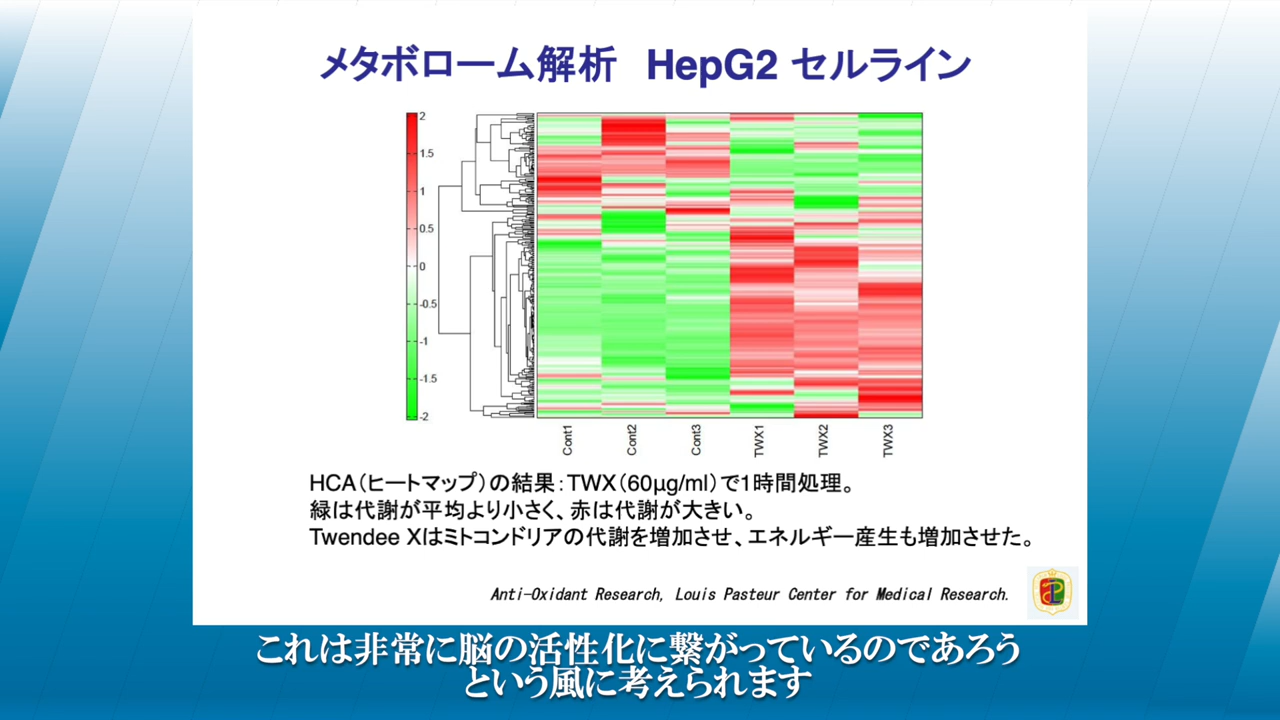 メタボローム解析 HepG2 セルライン
2
1.5
1
0.5
0
-0.5
-1
-1.5
-2
Cont1
Cont2
Cont3
TWX1
TWX2
TWX3
HCA(ヒートマップ)の結果:TWX(60μg/ml)で1時間処理。
緑は代謝が平均より小さく、赤は代謝が大きい。
Twendee Xはミトコンドリアの代謝を増加させ、エネルギー産生も増加させた。
Anti-Oxidant Research, Louis Pasteur Center for Medical Research.
これは非常に脳の活性化に繋がっているのであろう
という風に考えられます